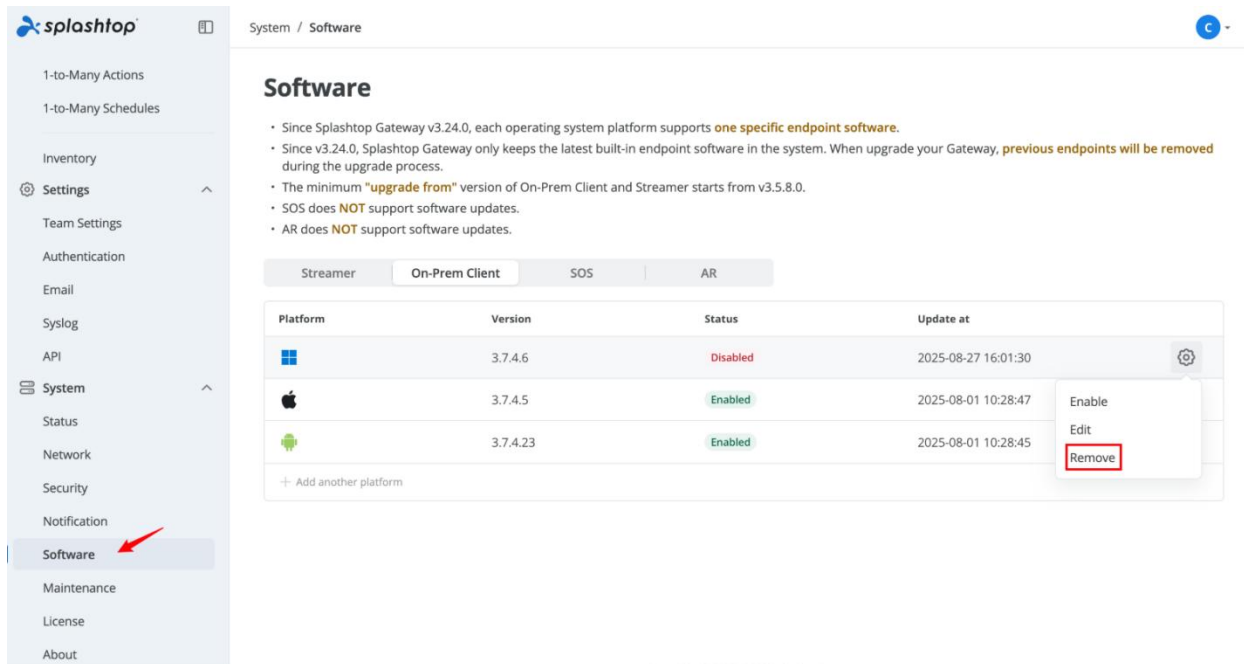 splashtop
System / Software
C
1-to-Many Actions
1-to-Many Schedules
Inventory
Settings
Team Settings
Authentication
Email
Syslog
API
System
Status
Network
Security
Notification
Software
Maintenance
License
About
Software
• Since Splashtop Gateway v3.24.0, each operating system platform supports one specific endpoint software.
• Since v3.24.0, Splashtop Gateway only keeps the latest built-in endpoint software in the system. When upgrade your Gateway, previous endpoints will be removed
during the upgrade process.
• The minimum "upgrade from" version of On-Prem Client and Streamer starts from v3.5.8.0.
• SOS does NOT support software updates.
• AR does NOT support software updates.
Streamer On-Prem Client SOS AR
Platform Version Status Update at
3.7.4.6 Disabled 2025-08-27 16:01:30
3.7.4.5 Enabled 2025-08-01 10:28:47
3.7.4.23 Enabled 2025-08-01 10:28:45
+ Add another platform
Enable
Edit
Remove